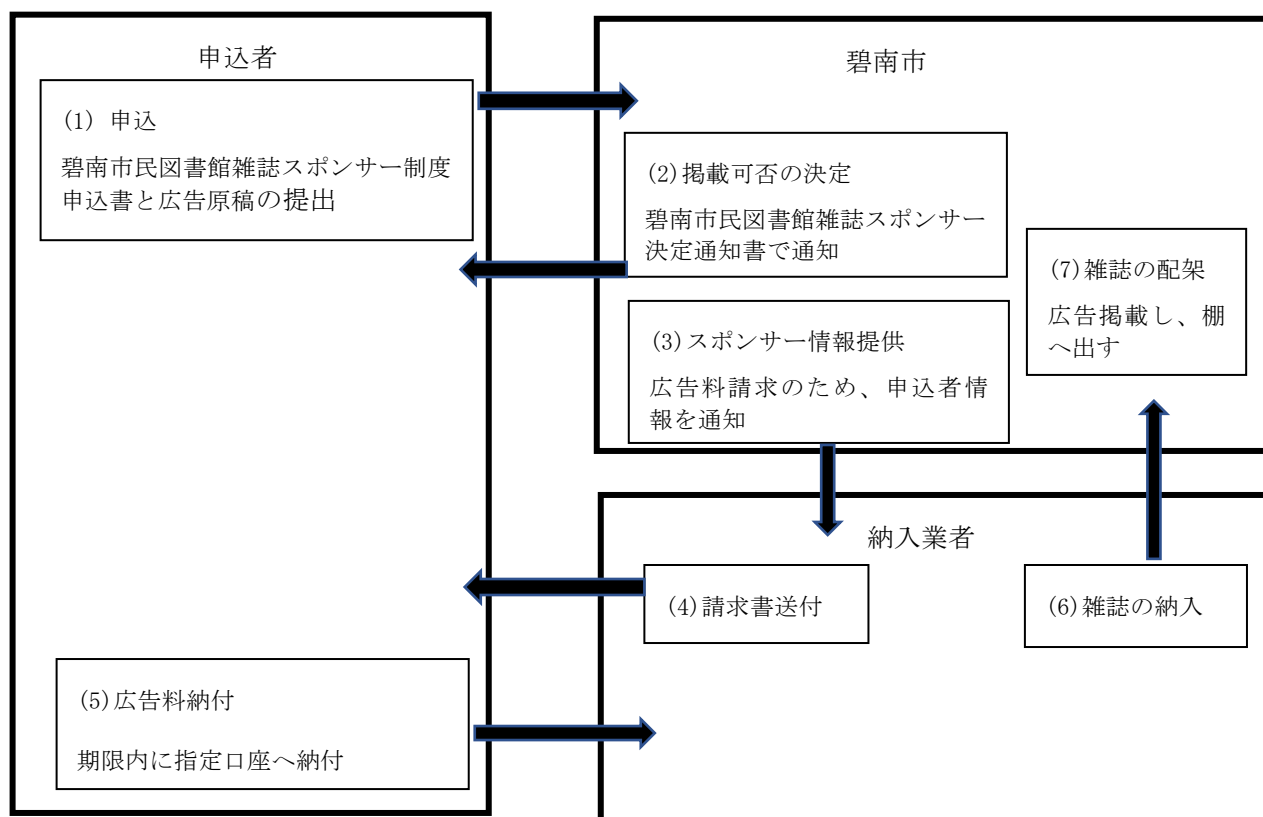 申込者
(1) 申込
碧南市民図書館雑誌スポンサー制度
申込書と広告原稿の提出
碧南市
(2)掲載可否の決定
碧南市民図書館雑誌スポンサー
決定通知書で通知
(3)スポンサー情報提供
広告料請求のため、申込者情
報を通知
(7)雑誌の配架
広告掲載し、棚
へ出す
納入業者
(4)請求書送付
(6)雑誌の納入
(5)広告料納付
期限内に指定口座へ納付